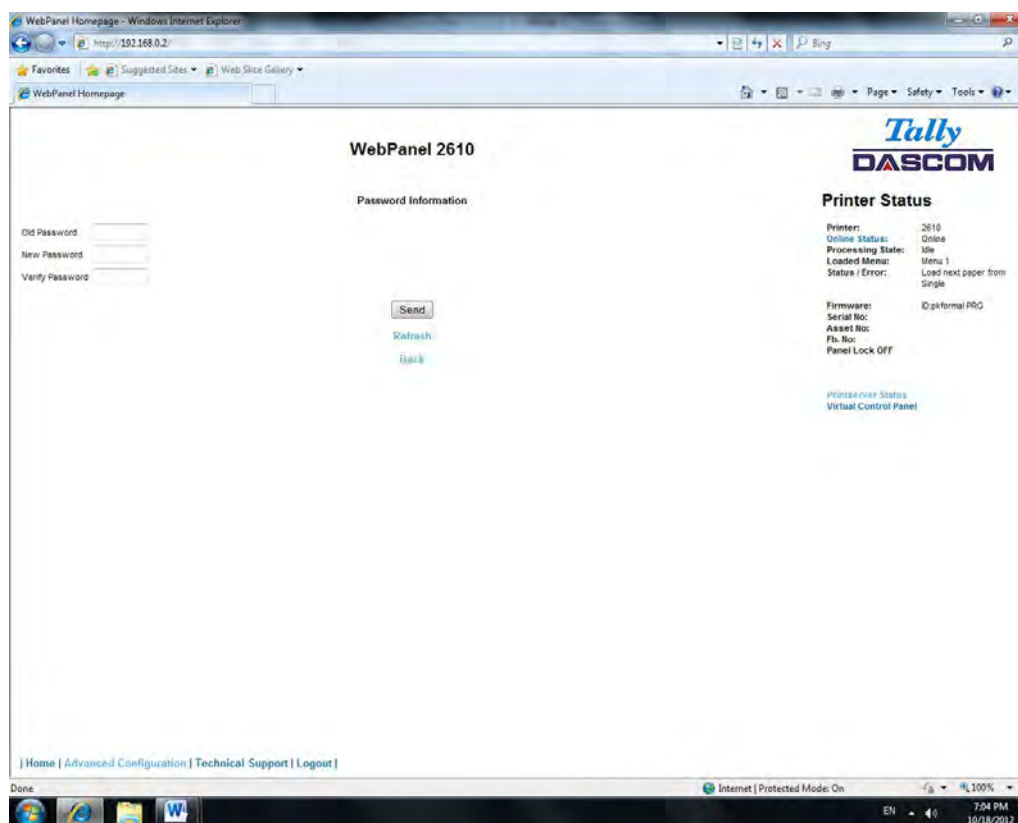 WebPanel Homepage - Windows Internet Explorer
http://192.168.0.2/
Bing
Favorites Suggested Sites Web Slice Gallery
WebPanel Homepage
Page Safety Tools
Tally
DASCOM
WebPanel 2610
Password Information
Old Password
New Password
Verify Password
Send
Refresh
Back
Printer Status
Printer: 2610
Online Status: Online
Processing State: Idle
Loaded Menu: Menu 1
Status / Error: Load next paper from
Single
Firmware: PRG
Serial No:
Asset No:
Fb. No:
Panel Lock OFF
Printserver Status
Virtual Control Panel
| Home | Advanced Configuration | Technical Support | Logout |
Done
Internet | Protected Mode: On
100%
W
EN
7:04 PM
10/18/2012